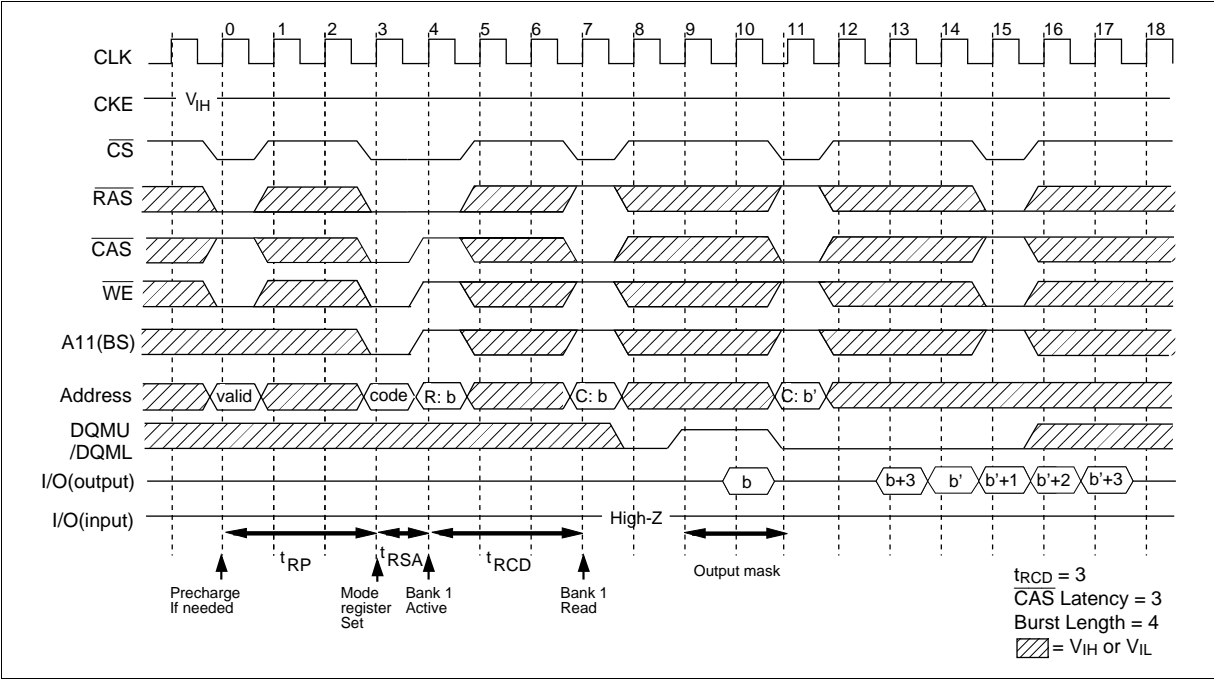 0 1 2 3 4 5 6 7 8 9 10 11 12 13 14 15 16 17 18
CLK
CKE VIH
CS
RAS
CAS
WE
A11(BS)
Address valid code R: b C: b C: b'
DQMU
/DQML
I/O(output) b b+3 b' b'+1 b'+2 b'+3
I/O(input) High-Z
tRP tRSA tRCD Output mask
Precharge
If needed
Mode
register
Set
Bank 1
Active
Bank 1
Read
tRCD = 3
CAS Latency = 3
Burst Length = 4
= VIH or VIL